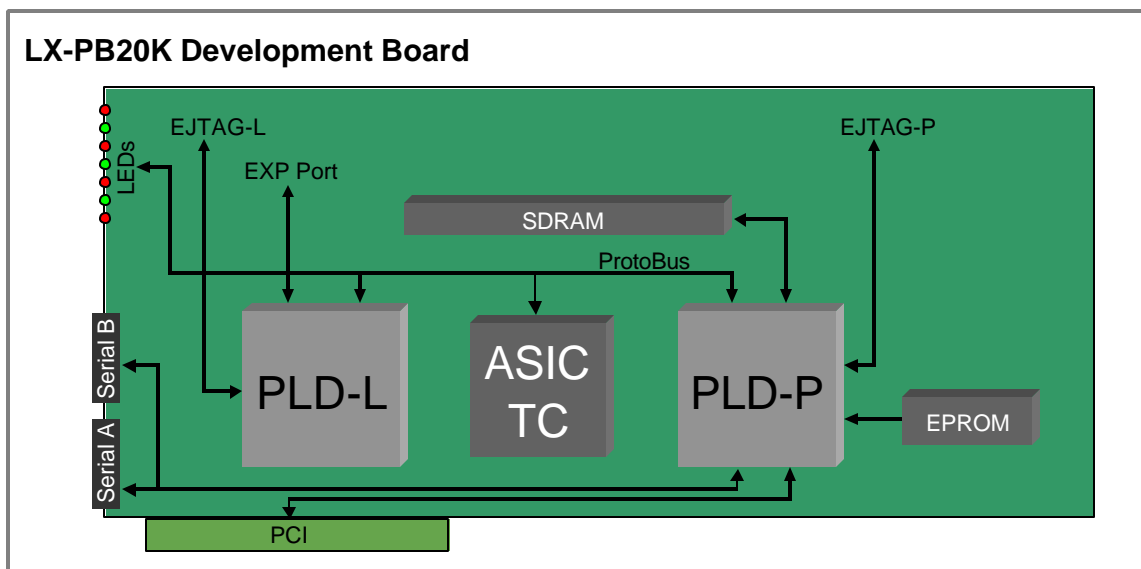 LX-PB20K Development Board
EJTAG-L
EJTAG-P
LEDs
EXP Port
SDRAM
ProtoBus
Serial B
PLD-L
ASIC
TC
PLD-P
EPROM
Serial A
PCI